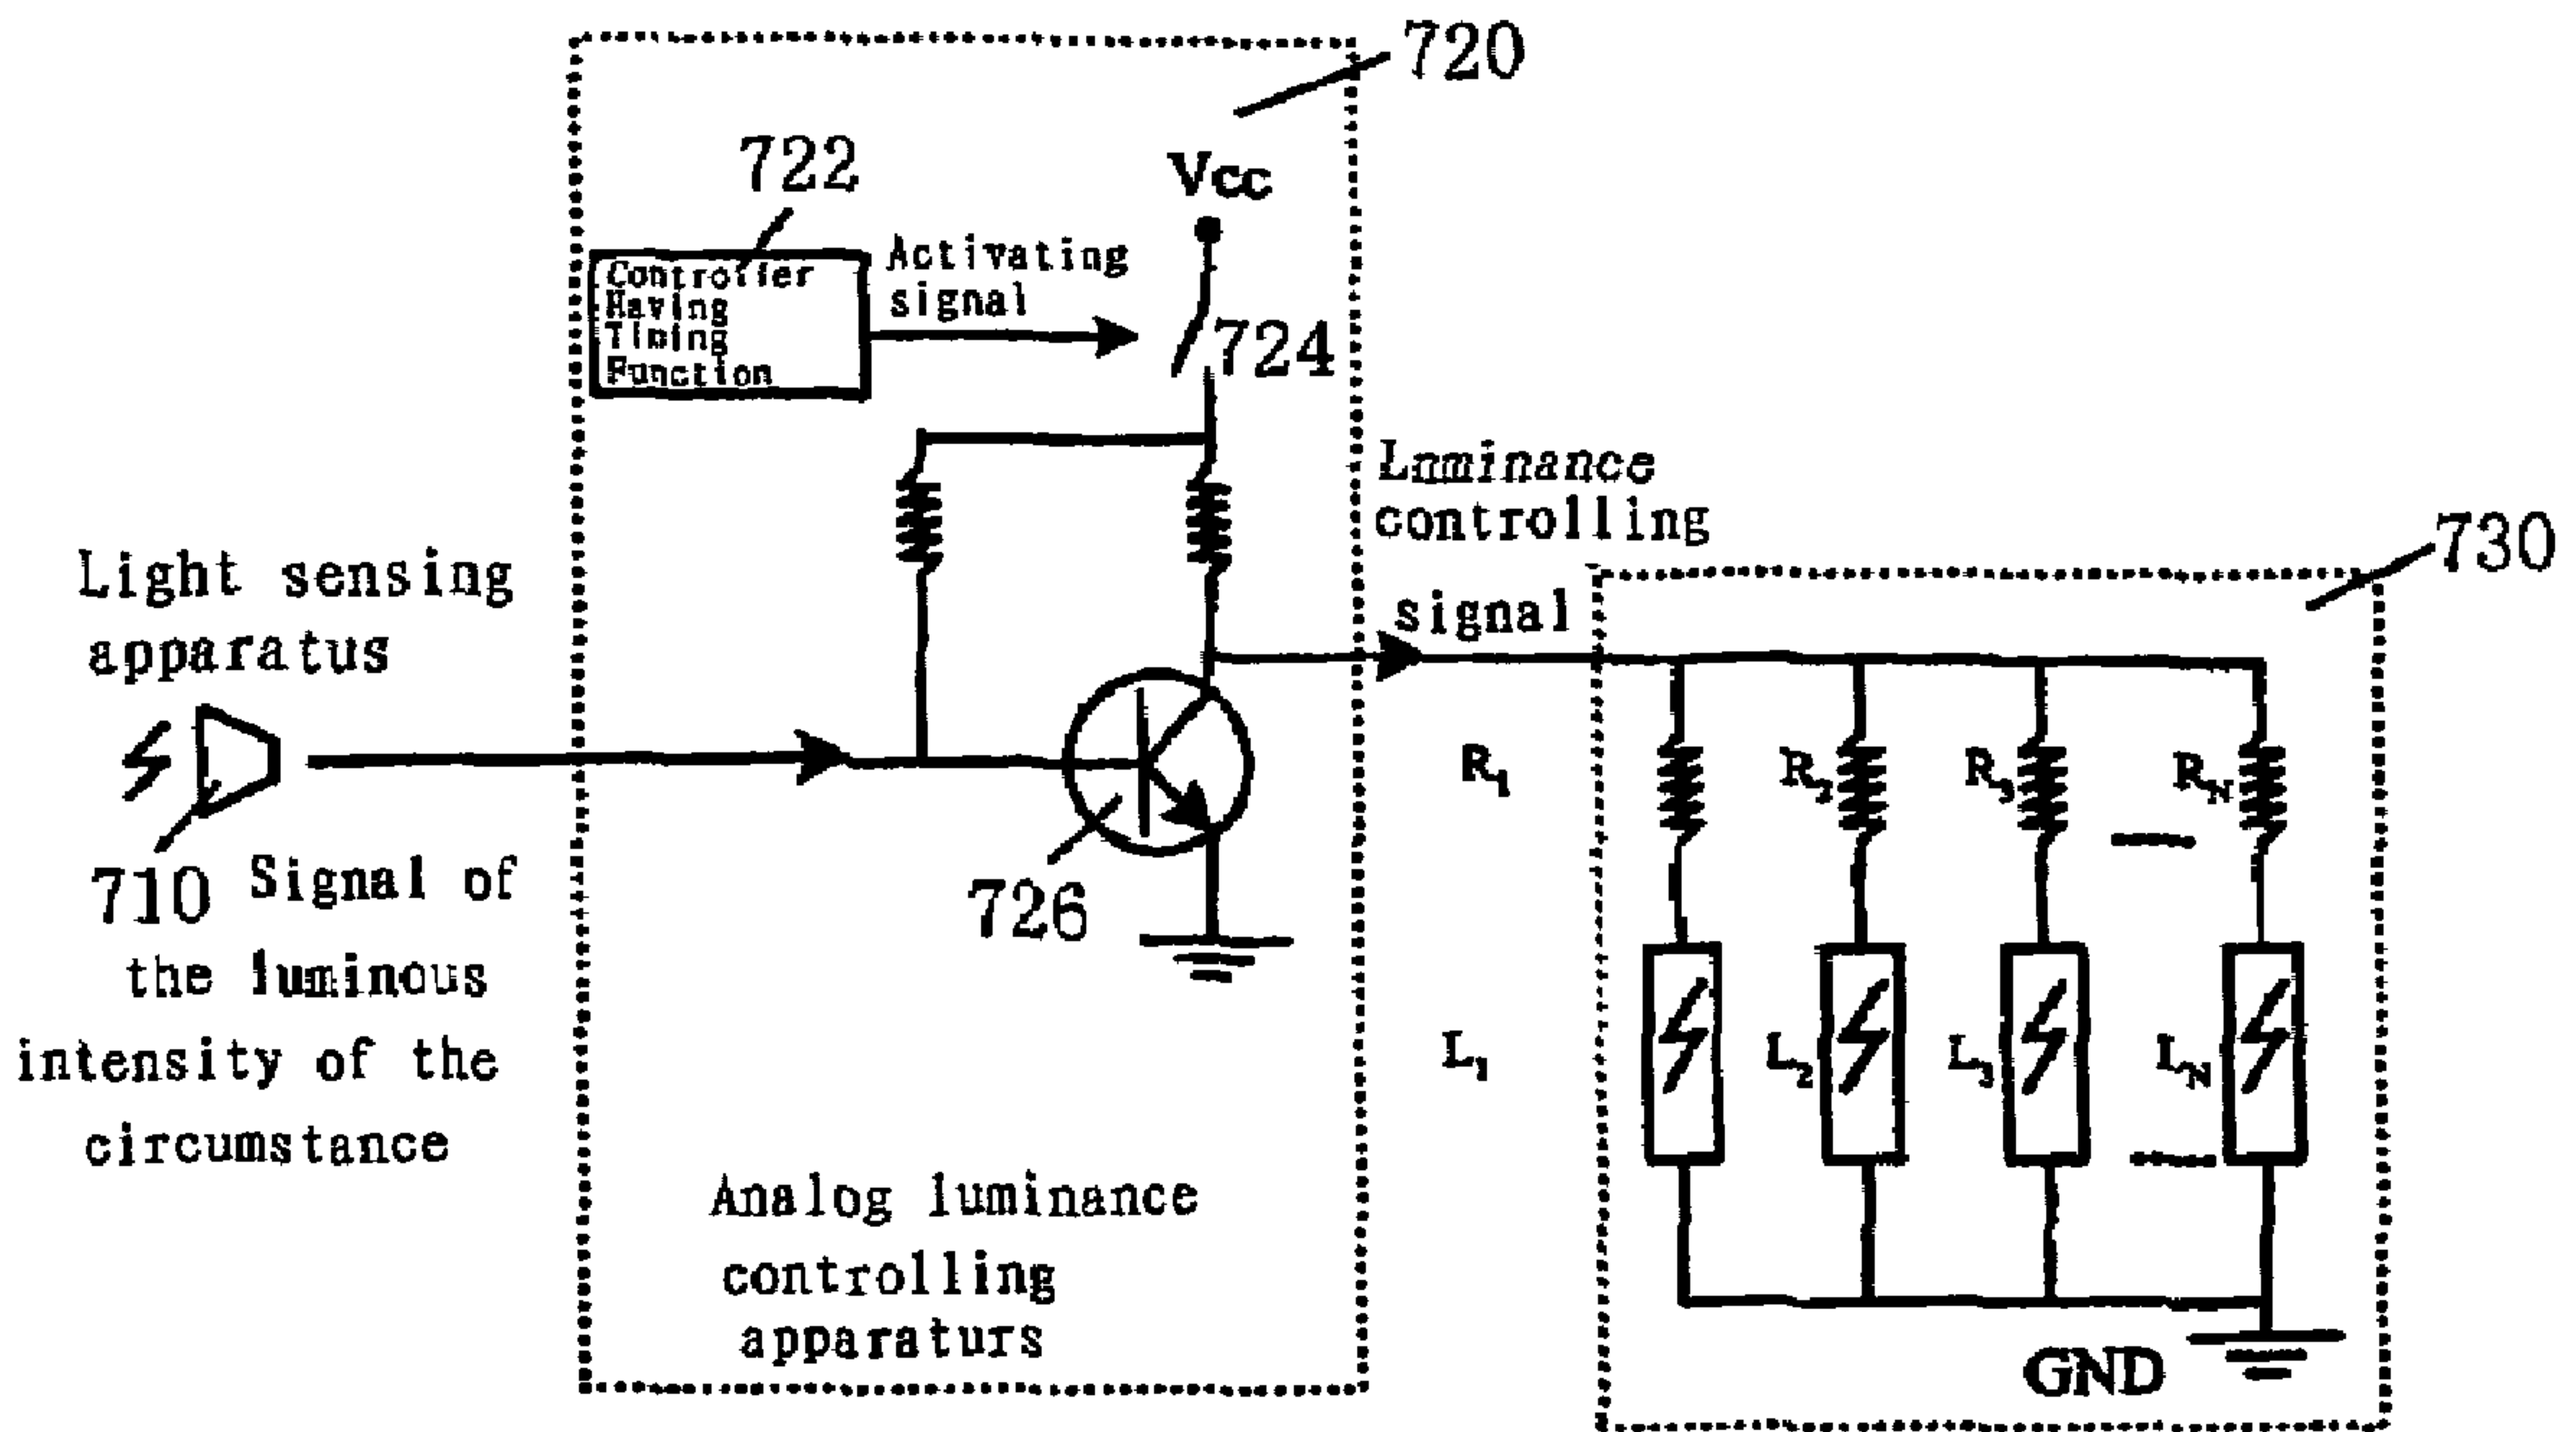 720
722
Vcc
Controller
Having
Timing
Function
Activating
signal
724
Luminance
controlling
signal
730
Light sensing
apparatus
710
Signal of
the luminous
intensity of the
circumstance
726
R1
R2
R3
RN
L1
L2
L3
LN
Analog luminance
controlling
apparaturs
GND